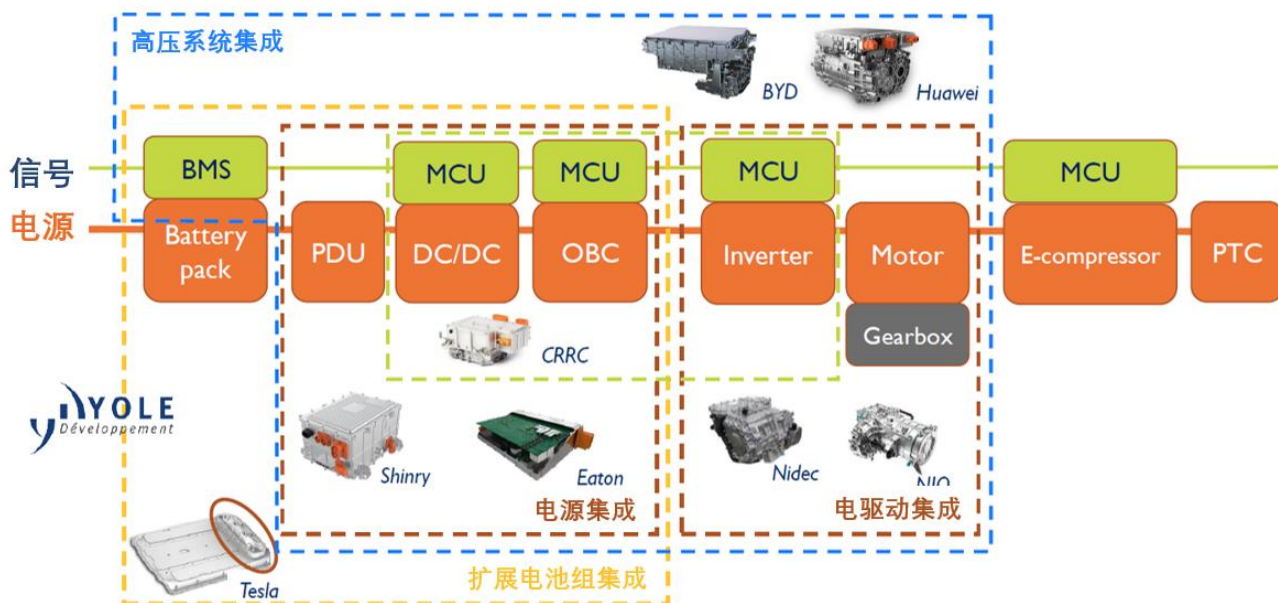 高压系统集成
BYD
Huawei
信号
BMS
MCU
MCU
MCU
MCU
电源
Battery
pack
PDU
DC/DC
OBC
Inverter
Motor
E-compressor
PTC
Gearbox
CRRC
YOLE
Développement
Shinry
Eaton
Nidec
NIO
电源集成
电驱动集成
Tesla
扩展电池组集成